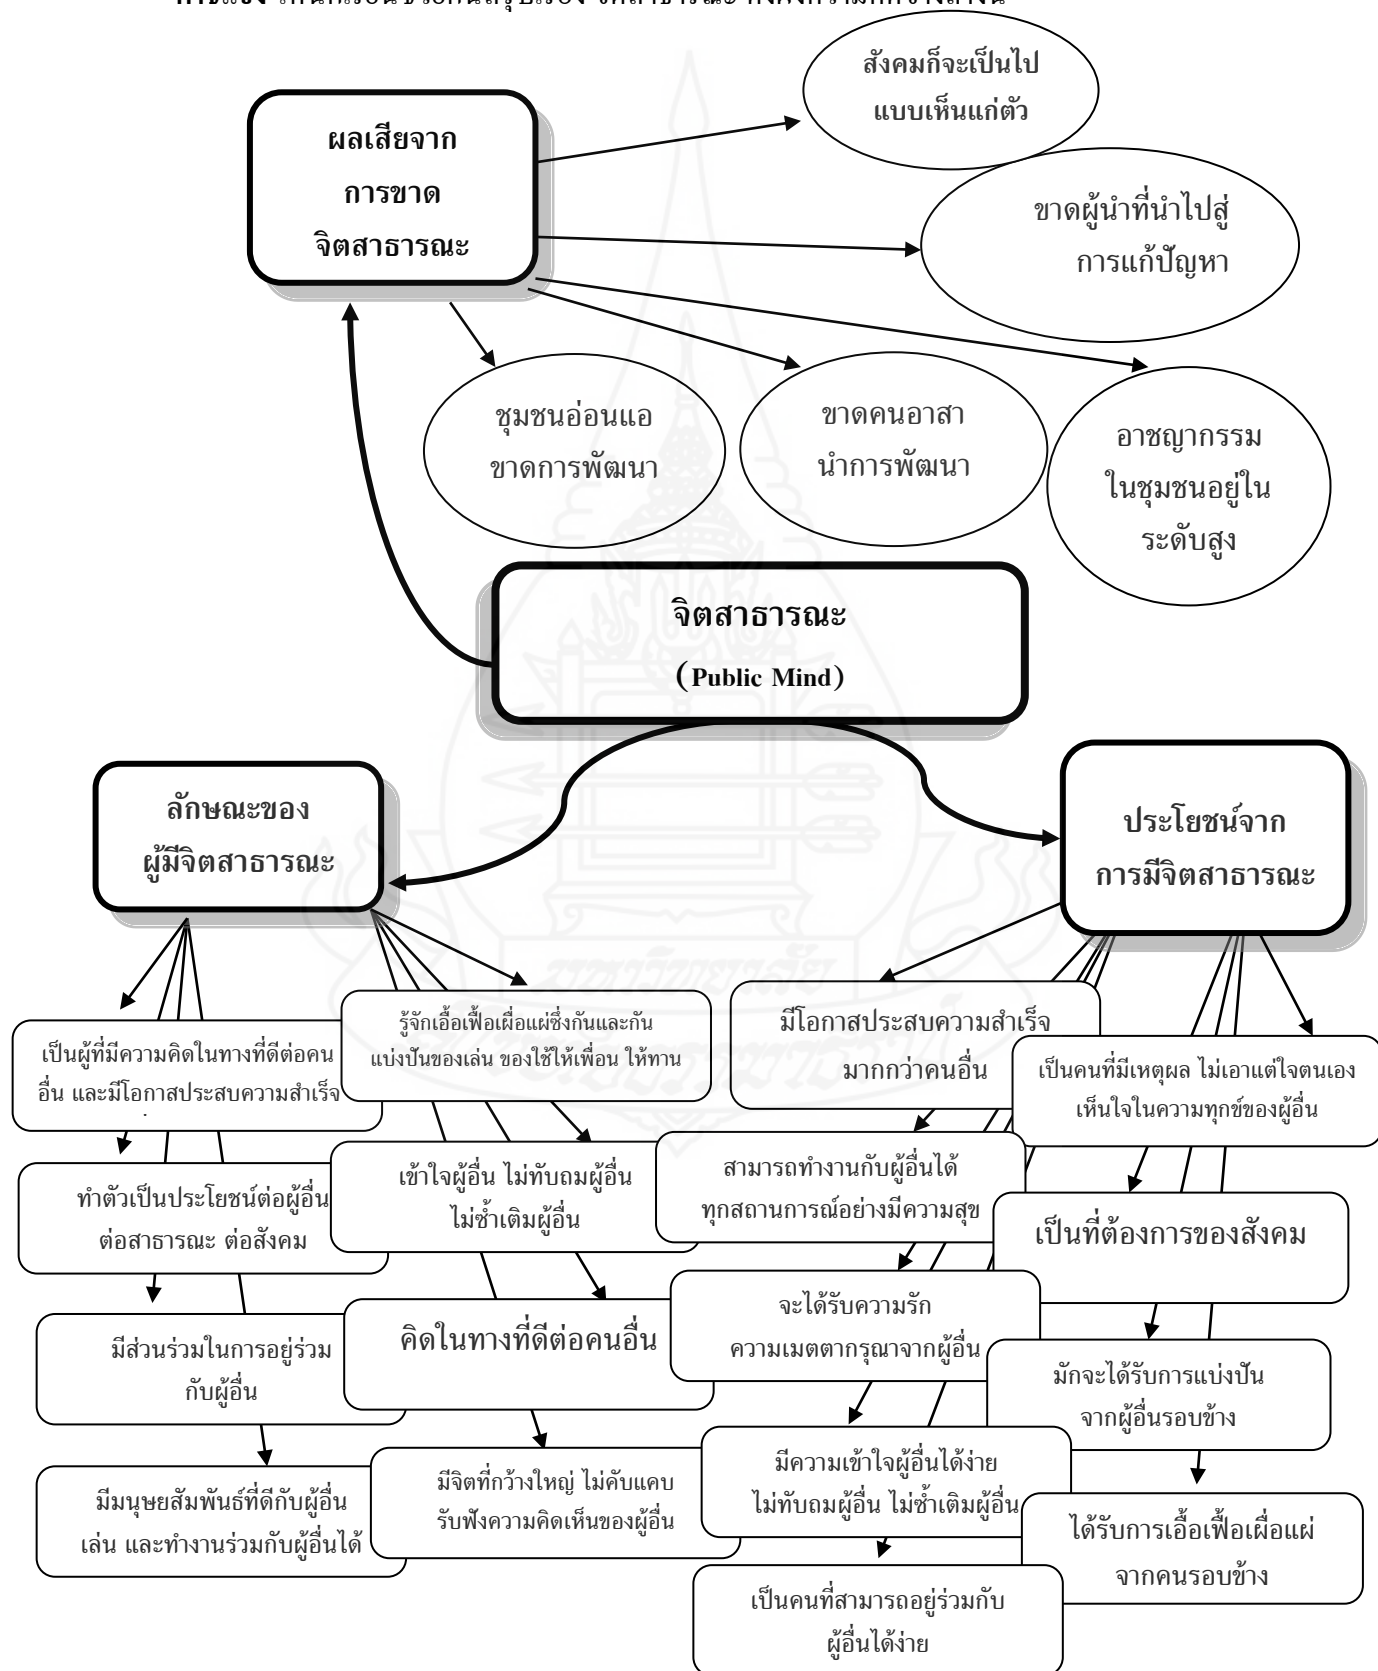 สังคมก็จะเป็นไป
แบบเห็นแก่ตัว
ผลเสียจาก
การขาด
จิตสาธารณะ
ขาดผู้นำที่นำไปสู่
การแก้ปัญหา
ชุมชนอ่อนแอ
ขาดการพัฒนา
ขาดคนอาสา
นำการพัฒนา
อาชญากรรม
ในชุมชนอยู่ใน
ระดับสูง
จิตสาธารณะ
(Public Mind)
ลักษณะของ
ผู้มีจิตสาธารณะ
ประโยชน์จาก
การมีจิตสาธารณะ
เป็นผู้ที่มีความคิดในทางที่ดีต่อคน
อื่น และมีโอกาสประสบความสำเร็จ
รู้จักเอื้อเฟื้อเผื่อแผ่ซึ่งกันและกัน
แบ่งปันของเล่น ของใช้ให้เพื่อน ให้ทาน
มีโอกาสประสบความสำเร็จ
มากกว่าคนอื่น
เป็นคนที่มีเหตุผล ไม่เอาแต่ใจตนเอง
เห็นใจในความทุกข์ของผู้อื่น
ทำตัวเป็นประโยชน์ต่อผู้อื่น
ต่อสาธารณะ ต่อสังคม
เข้าใจผู้อื่น ไม่ทับถมผู้อื่น
ไม่ซ้ำเติมผู้อื่น
สามารถทำงานกับผู้อื่นได้
ทุกสถานการณ์อย่างมีความสุข
เป็นที่ต้องการของสังคม
มีส่วนร่วมในการอยู่ร่วม
กับผู้อื่น
คิดในทางที่ดีต่อคนอื่น
จะได้รับความรัก
ความเมตตากรุณาจากผู้อื่น
มักจะได้รับการแบ่งปัน
จากผู้อื่นรอบข้าง
มีมนุษยสัมพันธ์ที่ดีกับผู้อื่น
เล่น และทำงานร่วมกับผู้อื่นได้
มีจิตที่กว้างใหญ่ ไม่คับแคบ
รับฟังความคิดเห็นของผู้อื่น
มีความเข้าใจผู้อื่นได้ง่าย
ไม่ทับถมผู้อื่น ไม่ซ้ำเติมผู้อื่น
ได้รับการเอื้อเฟื้อเผื่อแผ่
จากคนรอบข้าง
เป็นคนที่สามารถอยู่ร่วมกับ
ผู้อื่นได้ง่าย